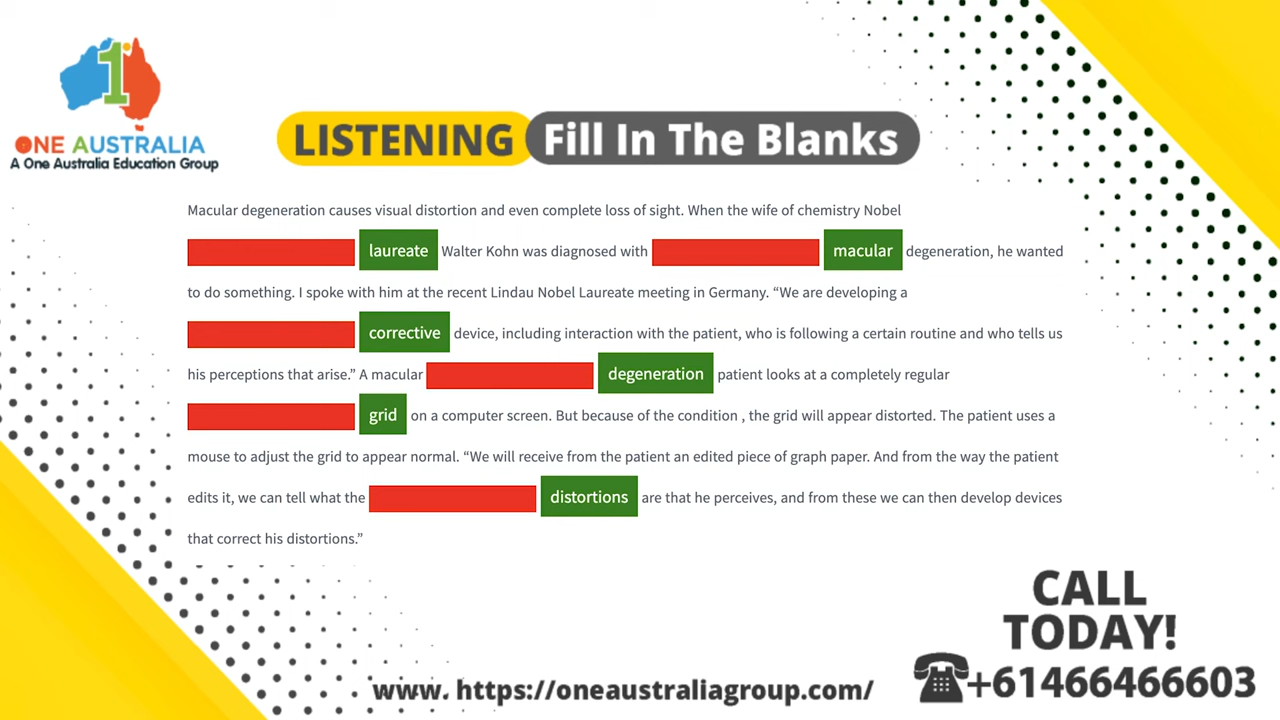 1
ONE AUSTRALIA
A One Australia Education Group
LISTENING Fill In The Blanks
Macular degeneration causes visual distortion and even complete loss of sight. When the wife of chemistry Nobel
laureate Walter Kohn was diagnosed with macular degeneration, he wanted
to do something. I spoke with him at the recent Lindau Nobel Laureate meeting in Germany. “We are developing a
corrective device, including interaction with the patient, who is following a certain routine and who tells us
his perceptions that arise.” A macular degeneration patient looks at a completely regular
grid on a computer screen. But because of the condition , the grid will appear distorted. The patient uses a
mouse to adjust the grid to appear normal. “We will receive from the patient an edited piece of graph paper. And from the way the patient
edits it, we can tell what the distortions are that he perceives, and from these we can then develop devices
that correct his distortions.”
CALL
TODAY!
+61466466603
www. https://oneaustraliagroup.com/